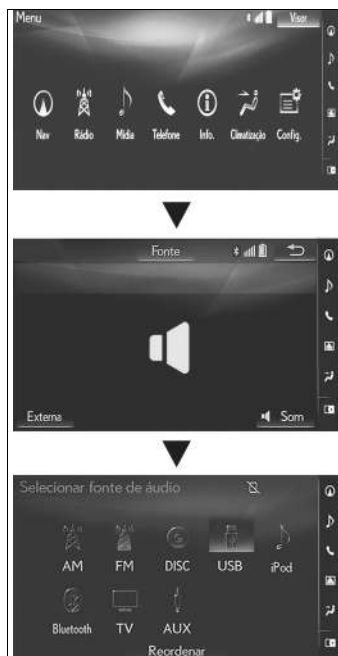 Menu
Visor
Nav Rádio Mídia Telefone Info. Climatização Config.
Fonte
Externa Som
Selecionar fonte de áudio
AM FM DISC USB iPod
Bluetooth TV AUX
Reordenar